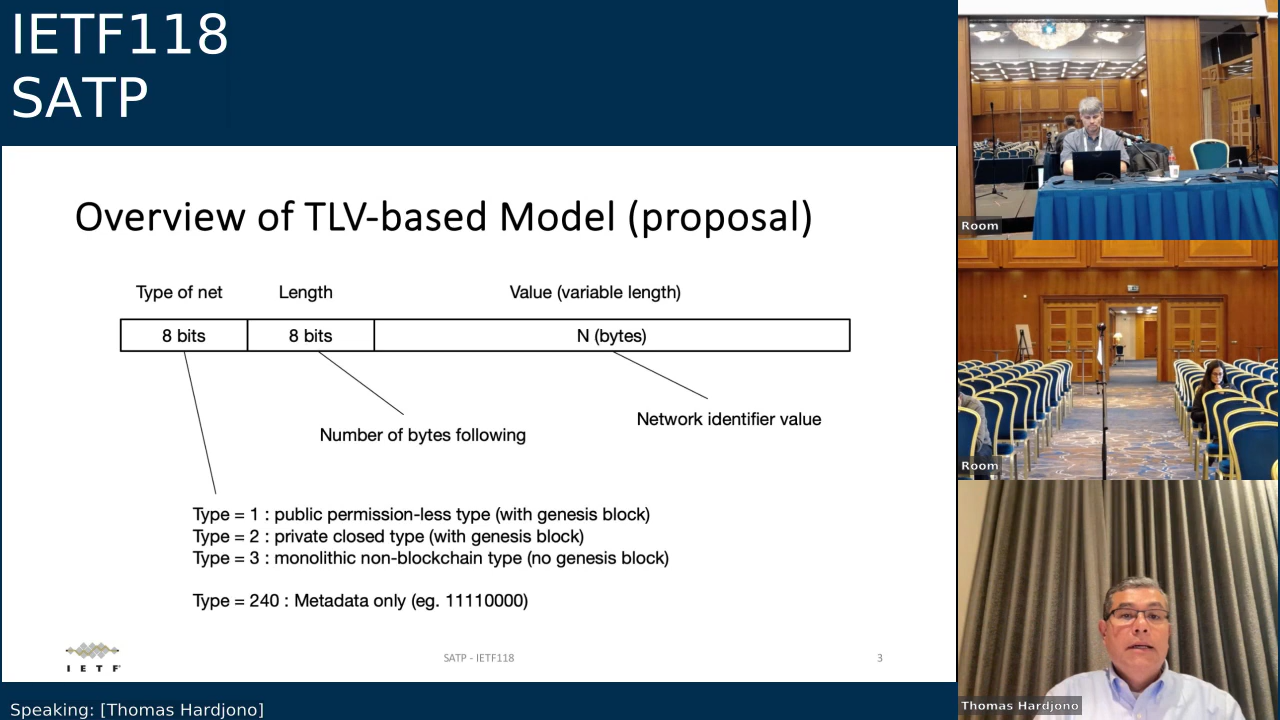 IETF118
SATP
Overview of TLV-based Model (proposal)
Type of net
Length
Value (variable length)
8 bits
8 bits
N (bytes)
Network identifier value
Number of bytes following
Type = 1 : public permission-less type (with genesis block)
Type = 2 : private closed type (with genesis block)
Type = 3 : monolithic non-blockchain type (no genesis block)
Type = 240 : Metadata only (eg. 11110000)
I E T F
SATP - IETF118
3
Speaking: [Thomas Hardjono]
Room
Room
Thomas Hardjono